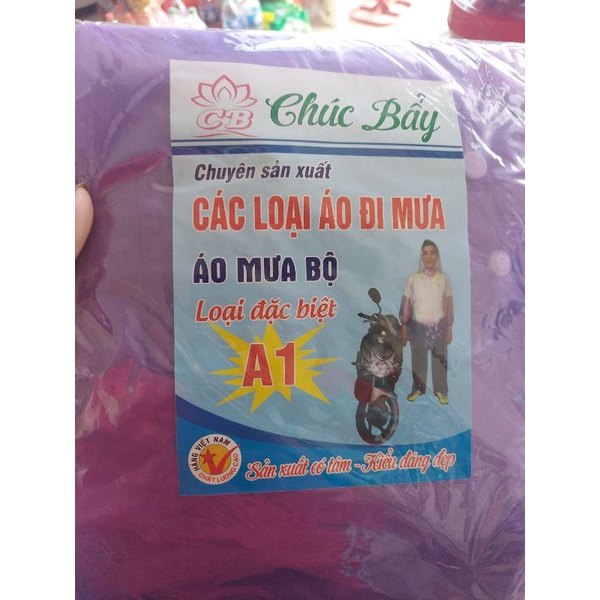 CB
Chúc Bẩy
Chuyên sản xuất
CÁC LOẠI ÁO ĐI MƯA
ÁO MƯA BỘ
Loại đặc biệt
A1
HÀNG VIỆT NAM
CHẤT LƯỢNG CAO
Sản xuất có tâm - Kiểu dáng đẹp